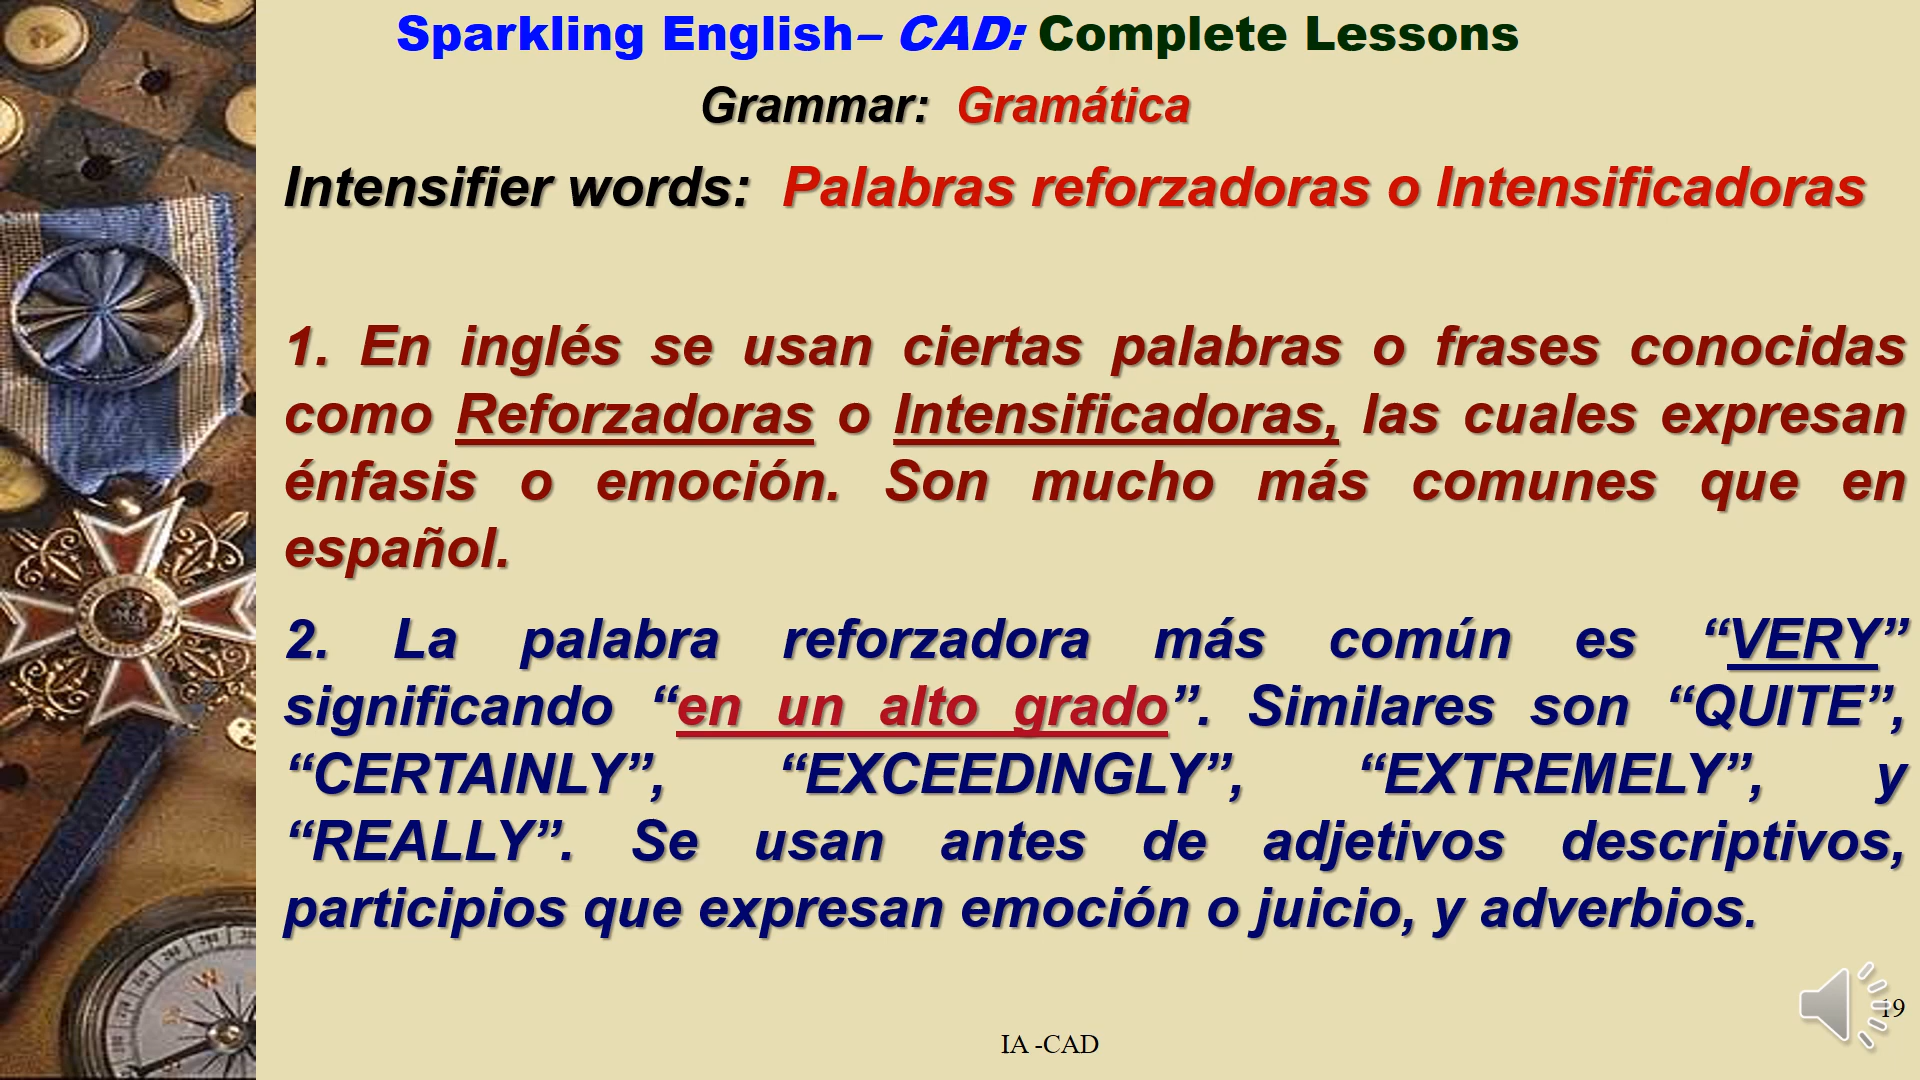 Sparkling English– CAD: Complete Lessons
Grammar: Gramática
Intensifier words: Palabras reforzadoras o Intensificadoras
1. En inglés se usan ciertas palabras o frases conocidas
como Reforzadoras o Intensificadoras, las cuales expresan
énfasis o emoción. Son mucho más comunes que en
español.
2. La palabra reforzadora más común es “VERY”
significando “en un alto grado”. Similares son “QUITE”,
“CERTAINLY”, “EXCEEDINGLY”, “EXTREMELY”, y
“REALLY”. Se usan antes de adjetivos descriptivos,
participios que expresan emoción o juicio, y adverbios.
19
IA -CAD